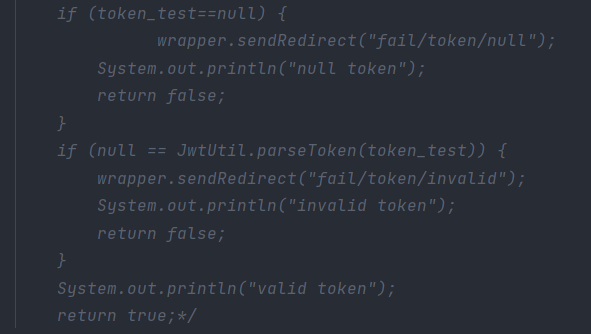 if (token_test==null) {
wrapper.sendRedirect("fail/token/null");
System.out.println("null token");
return false;
}
if (null == JwtUtil.parseToken(token_test)) {
wrapper.sendRedirect("fail/token/invalid");
System.out.println("invalid token");
return false;
}
System.out.println("valid token");
return true;*/